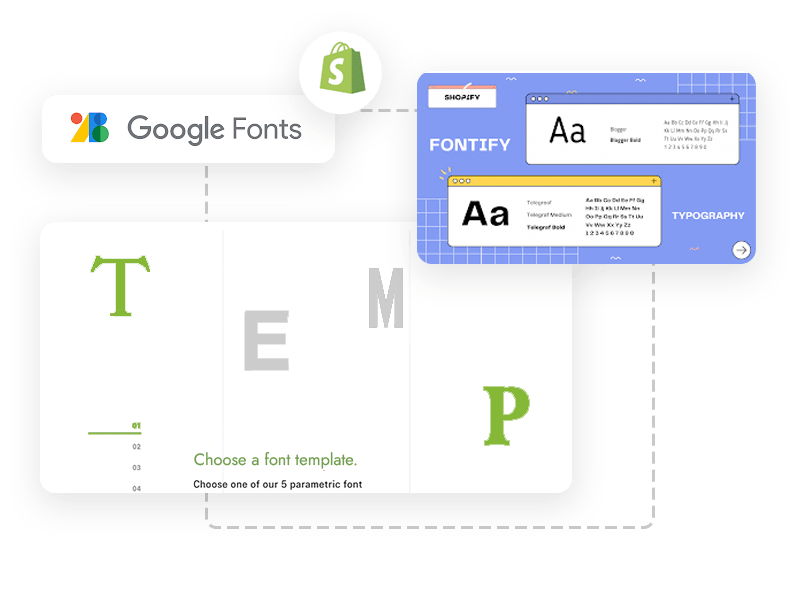 Google Fonts
S
SHOPIFY
FONTIFY
Aa
Blogger
Blogger Bold
Aa Bb Cc Dd Ee Ff Gg Hh Ii Jj
Kk Ll Mm Nn Oo Pp Qq Rr Ss
Tt Uu Vv Ww Xx Yy Zz
1 2 3 4 5 6 7 8 9 0
Aa
Telegraf
Telegraf Medium
Telegraf Bold
Aa Bb Cc Dd Ee Ff Gg
Hh Ii Jj Kk Ll Mm Nn
Oo Pp Qq Rr Ss Tt Uu
Vv Ww Xx Yy Zz
1 2 3 4 5 6 7 8 9 0
TYPOGRAPHY
T
E
M
P
01
02
03
04
Choose a font template.
Choose one of our 5 parametric font